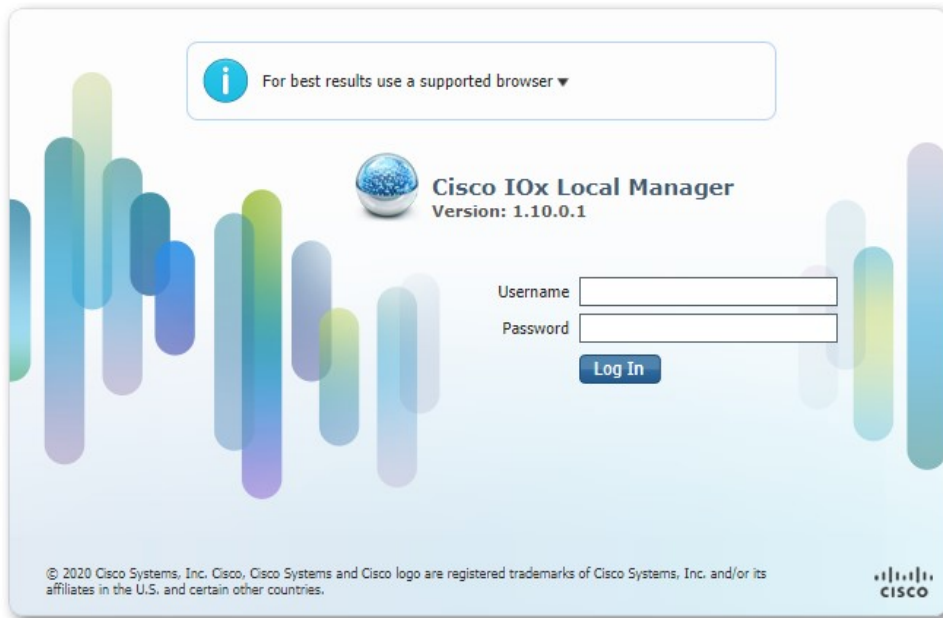 For best results use a supported browser ▼
Cisco IOx Local Manager
Version: 1.10.0.1
Username
Password
Log In
© 2020 Cisco Systems, Inc. Cisco, Cisco Systems and Cisco logo are registered trademarks of Cisco Systems, Inc. and/or its
affiliates in the U.S. and certain other countries.
CISCO